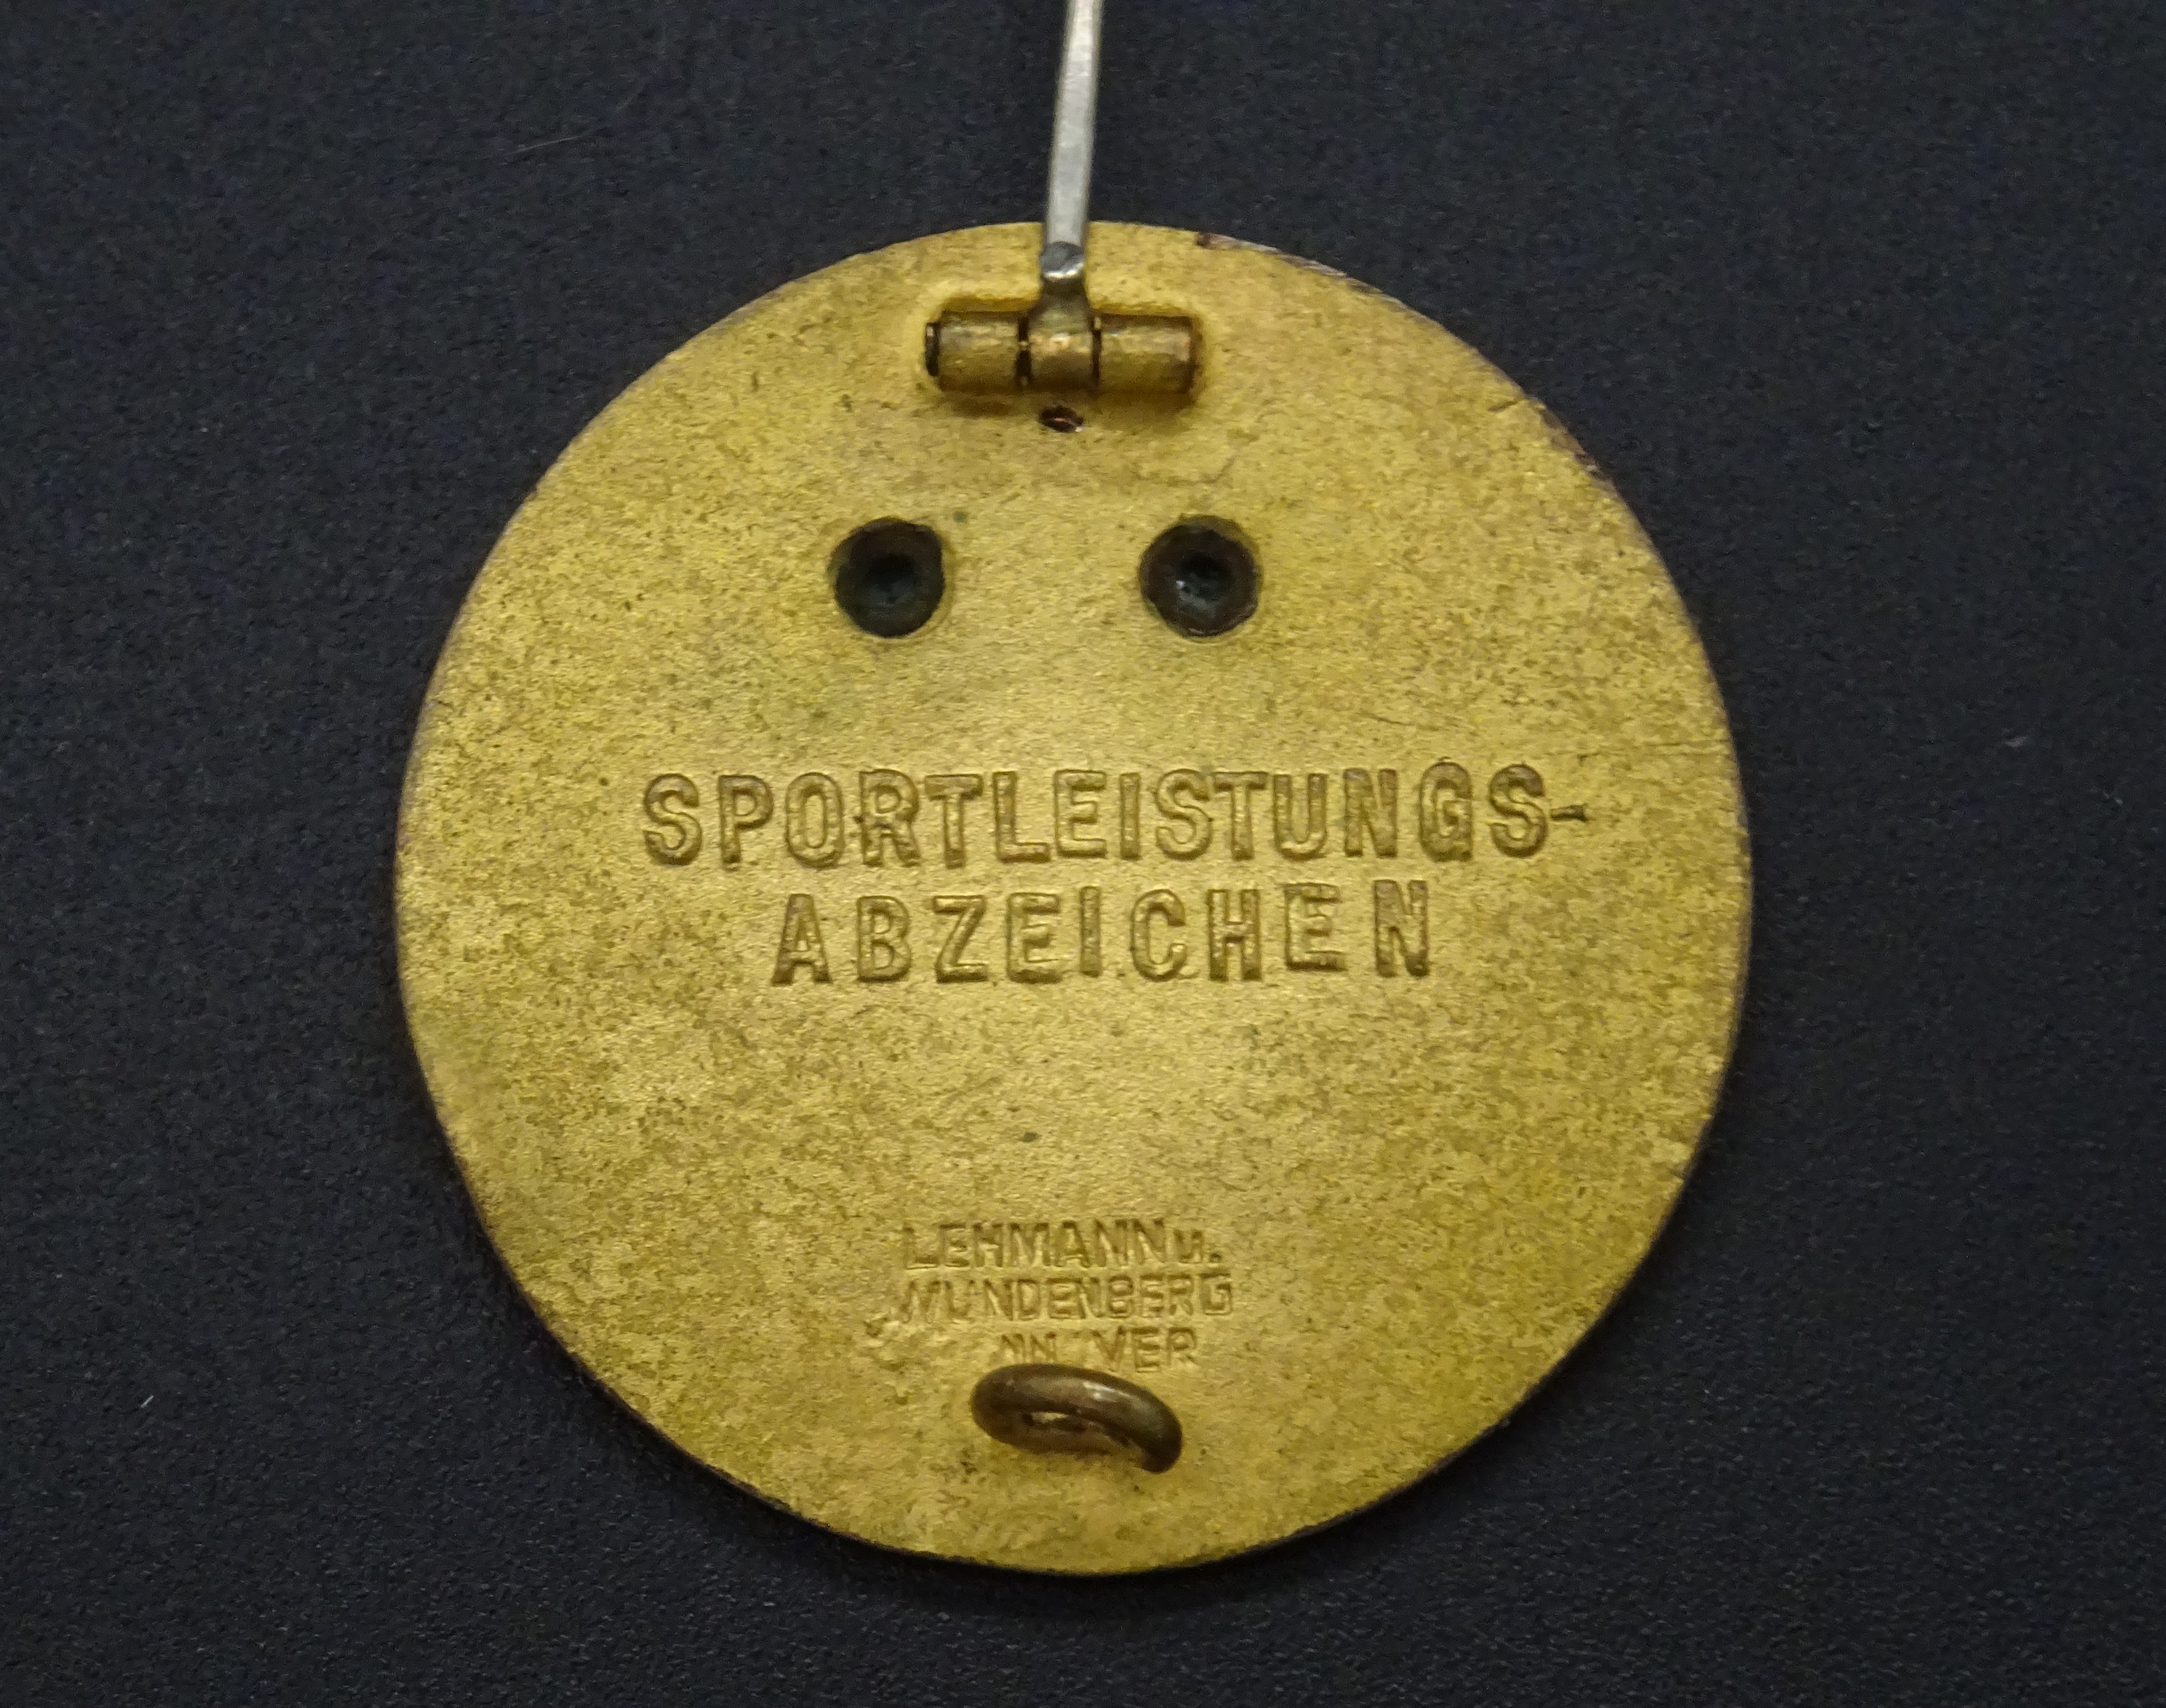 SPORTLEISTUNGS-
ABZEICHEN
LEHMANN u.
WUNDENBERG